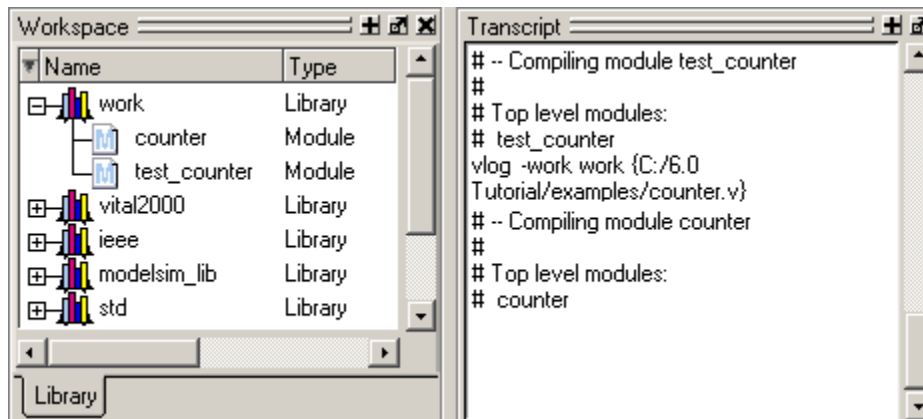 Workspace
Name Type
work Library
counter Module
test_counter Module
vital2000 Library
ieee Library
modelsim_lib Library
std Library
Library
Transcript
# -- Compiling module test_counter
#
# Top level modules:
# test_counter
vlog -work work {C:/6.0
Tutorial/examples/counter.v}
# -- Compiling module counter
#
# Top level modules:
# counter